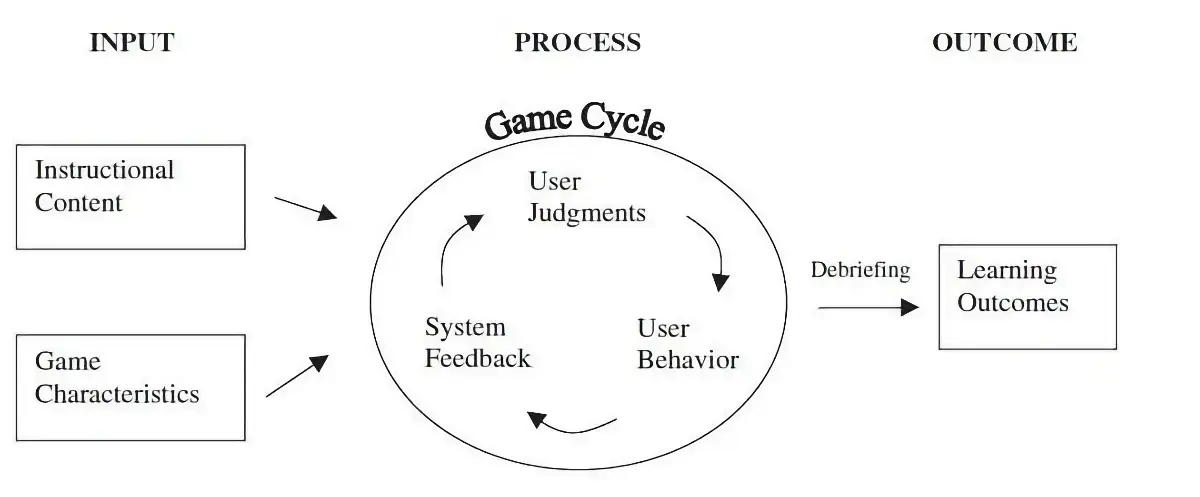 INPUT
PROCESS
OUTCOME
Game Cycle
Instructional
Content
User
Judgments
Debriefing
Learning
Outcomes
System
Feedback
User
Behavior
Game
Characteristics